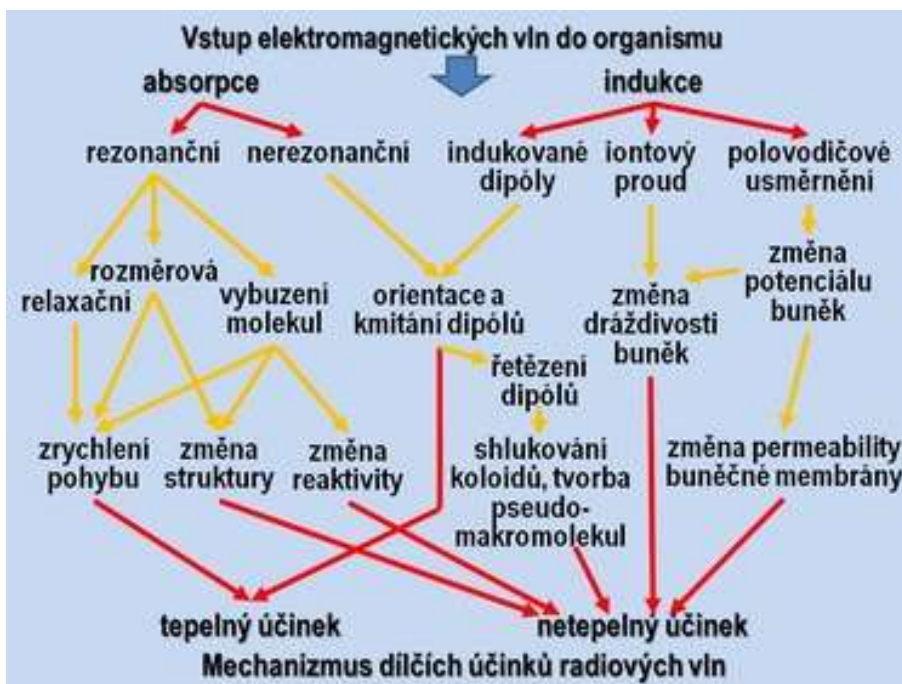 Vstup elektromagnetických vln do organismu
absorpce
indukce
rezonanční
nerezonanční
indukované
dipóly
iontový
proud
polovodičové
usměrnění
relaxační
rozměrová
vybuzení
molekul
orientace a
kmitání dipólů
změna
dráždivosti
buněk
změna
potenciálu
buněk
řetězení
dipólů
zrychlení
pohybu
změna
struktury
změna
reaktivity
shlukování
koloidů, tvorba
pseudo-
makromolekul
změna permeability
buněčné membrány
tepelný účinek
netepelný účinek
Mechanizmus dílčích účinků radiových vln